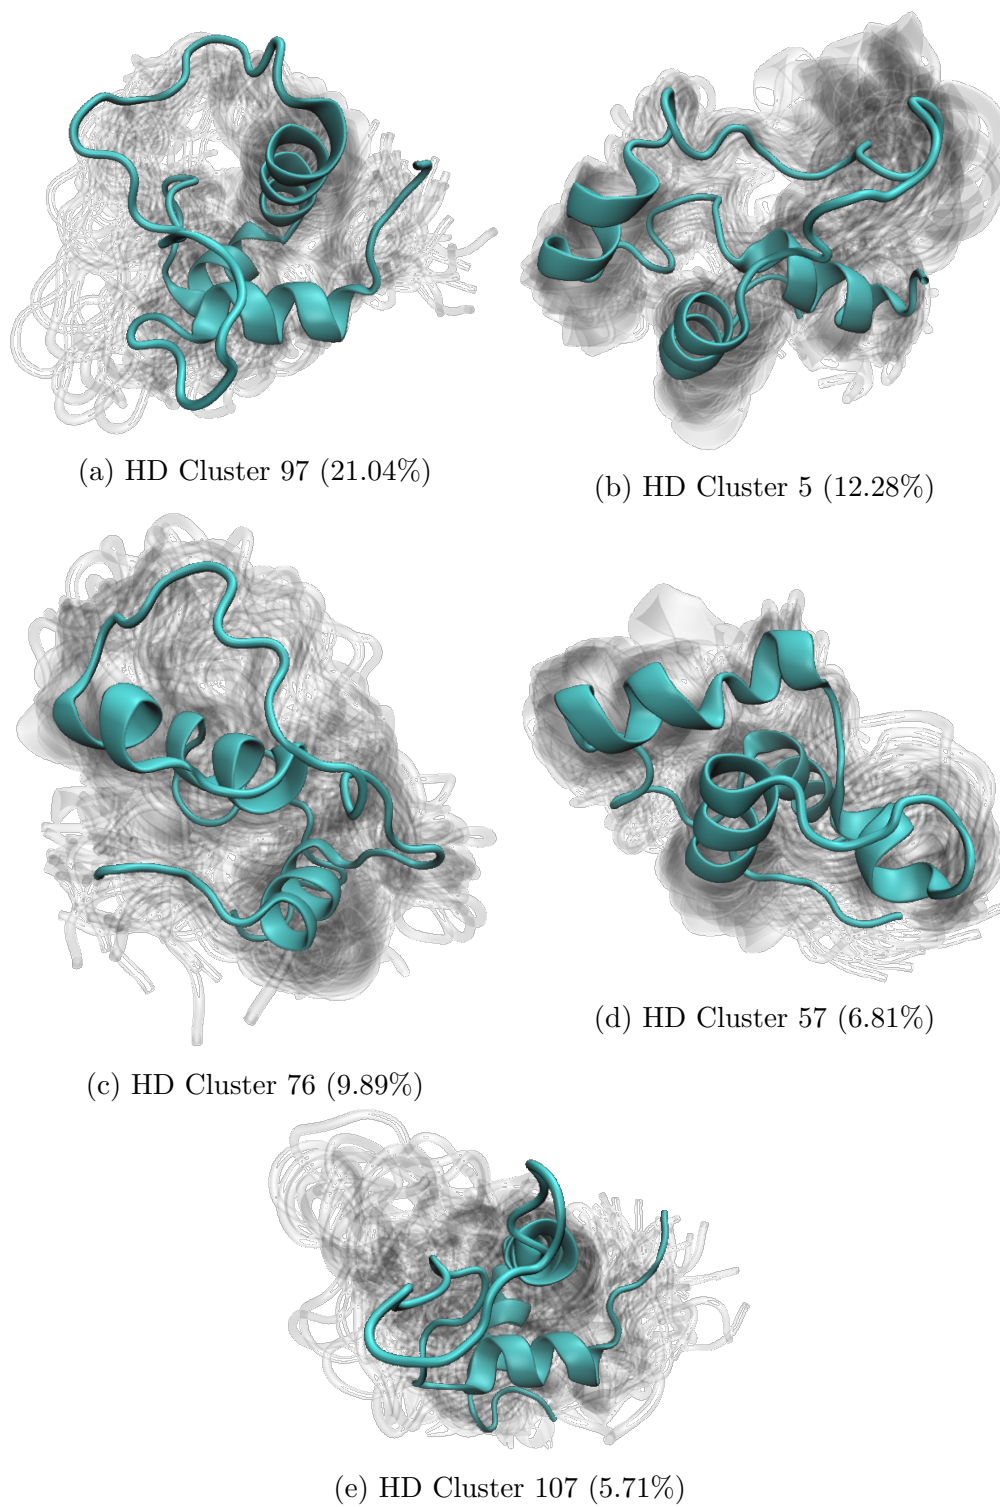 (a) HD Cluster 97 (21.04%)
(b) HD Cluster 5 (12.28%)
(c) HD Cluster 76 (9.89%)
(d) HD Cluster 57 (6.81%)
(e) HD Cluster 107 (5.71%)